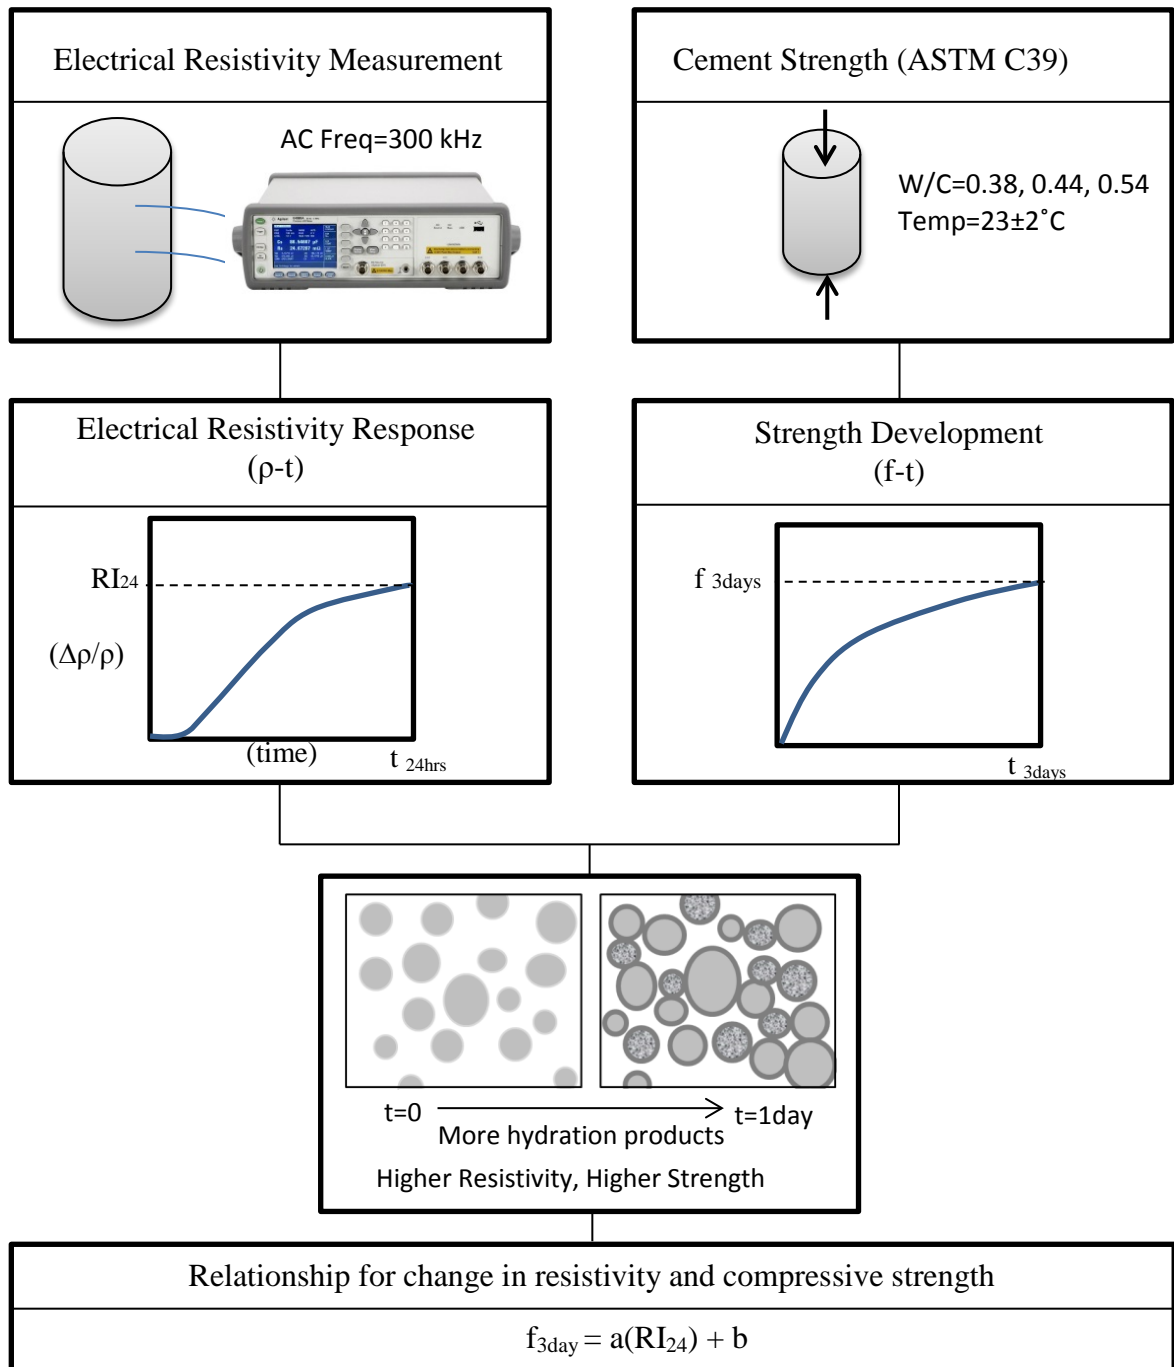 Electrical Resistivity Measurement
AC Freq=300 kHz
Cement Strength (ASTM C39)
W/C=0.38, 0.44, 0.54
Temp=23±2˚C
Electrical Resistivity Response
(ρ-t)
RI24
(Δρ/ρ)
(time)
t 24hrs
Strength Development
(f-t)
f 3days
t 3days
t=0
t=1day
More hydration products
Higher Resistivity, Higher Strength
Relationship for change in resistivity and compressive strength
f3day = a(RI24) + b